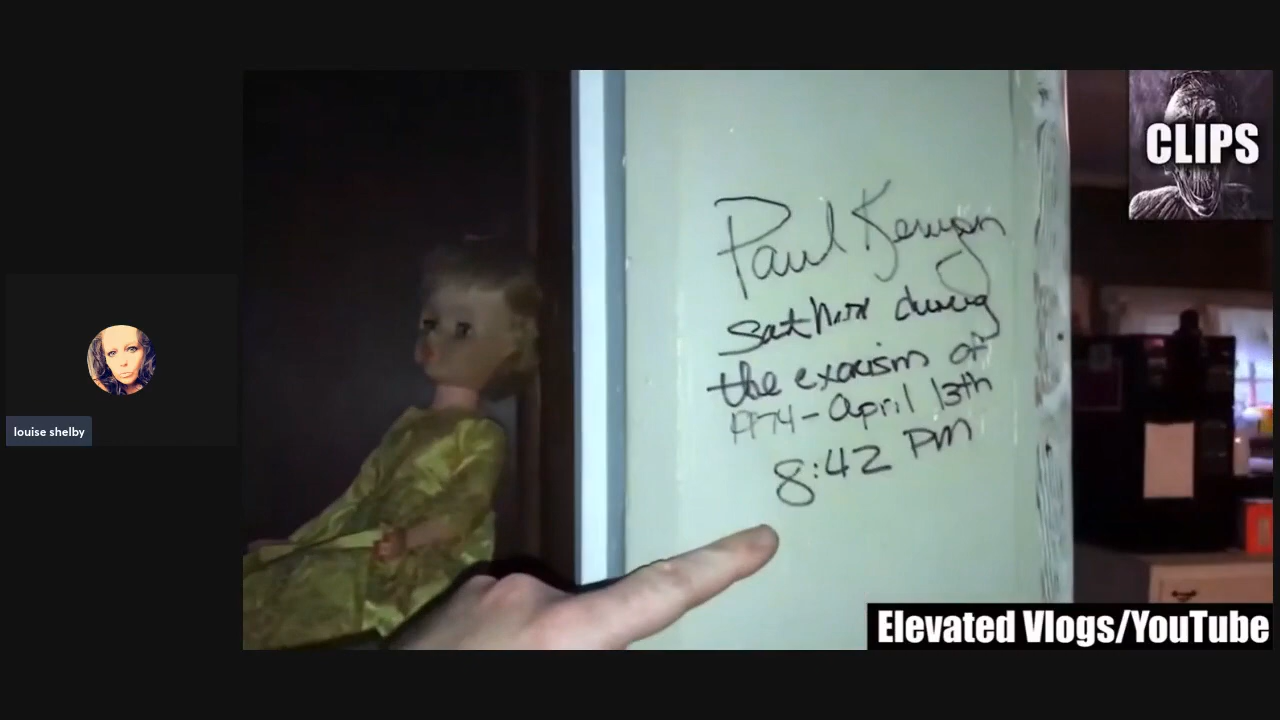 CLIPS
Paul Kenyon
Sat here during
the exorcism of
1974 - April 13th
8:42 PM
louise shelby
Elevated Vlogs/YouTube